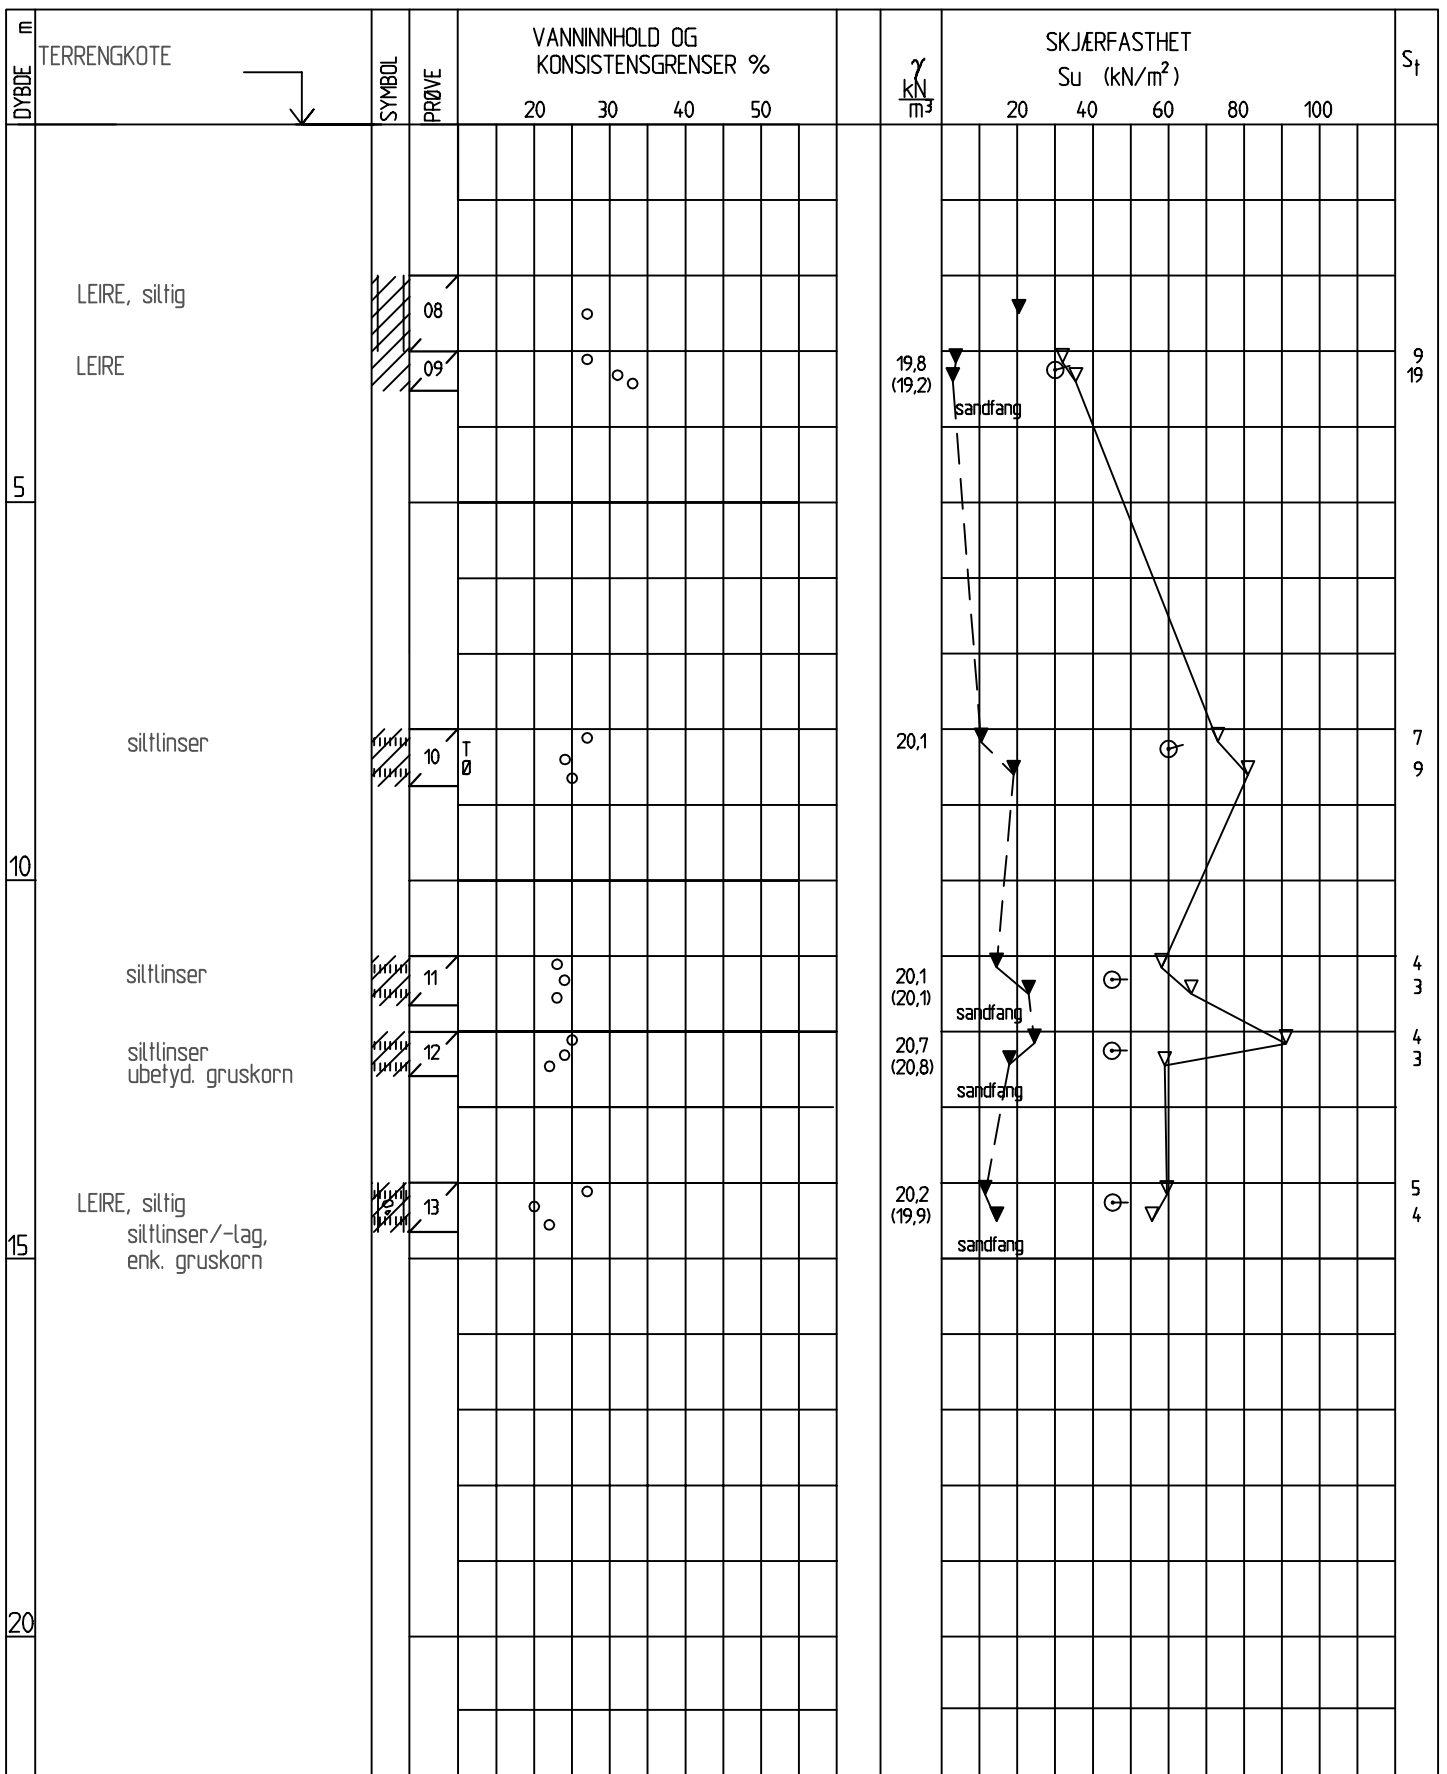 DYBDE m
TERRENGKOTE
SYMBOL
PRØVE
VANNINNHOLD OG
KONSISTENSGRENSER %
20 30 40 50
γ
kN
m³
SKJÆRFASTHET
Su (kN/m²)
20 40 60 80 100
St
LEIRE, siltig
08
LEIRE
09
19,8
(19,2)
sandfang
9
19
5
siltlinser
10
T
Ø
20,1
7
9
10
siltlinser
11
20,1
(20,1)
sandfang
4
3
siltlinser
ubetyd. gruskorn
12
20,7
(20,8)
sandfang
4
3
LEIRE, siltig
siltlinser/-lag,
enk. gruskorn
13
20,2
(19,9)
sandfang
5
4
15
20